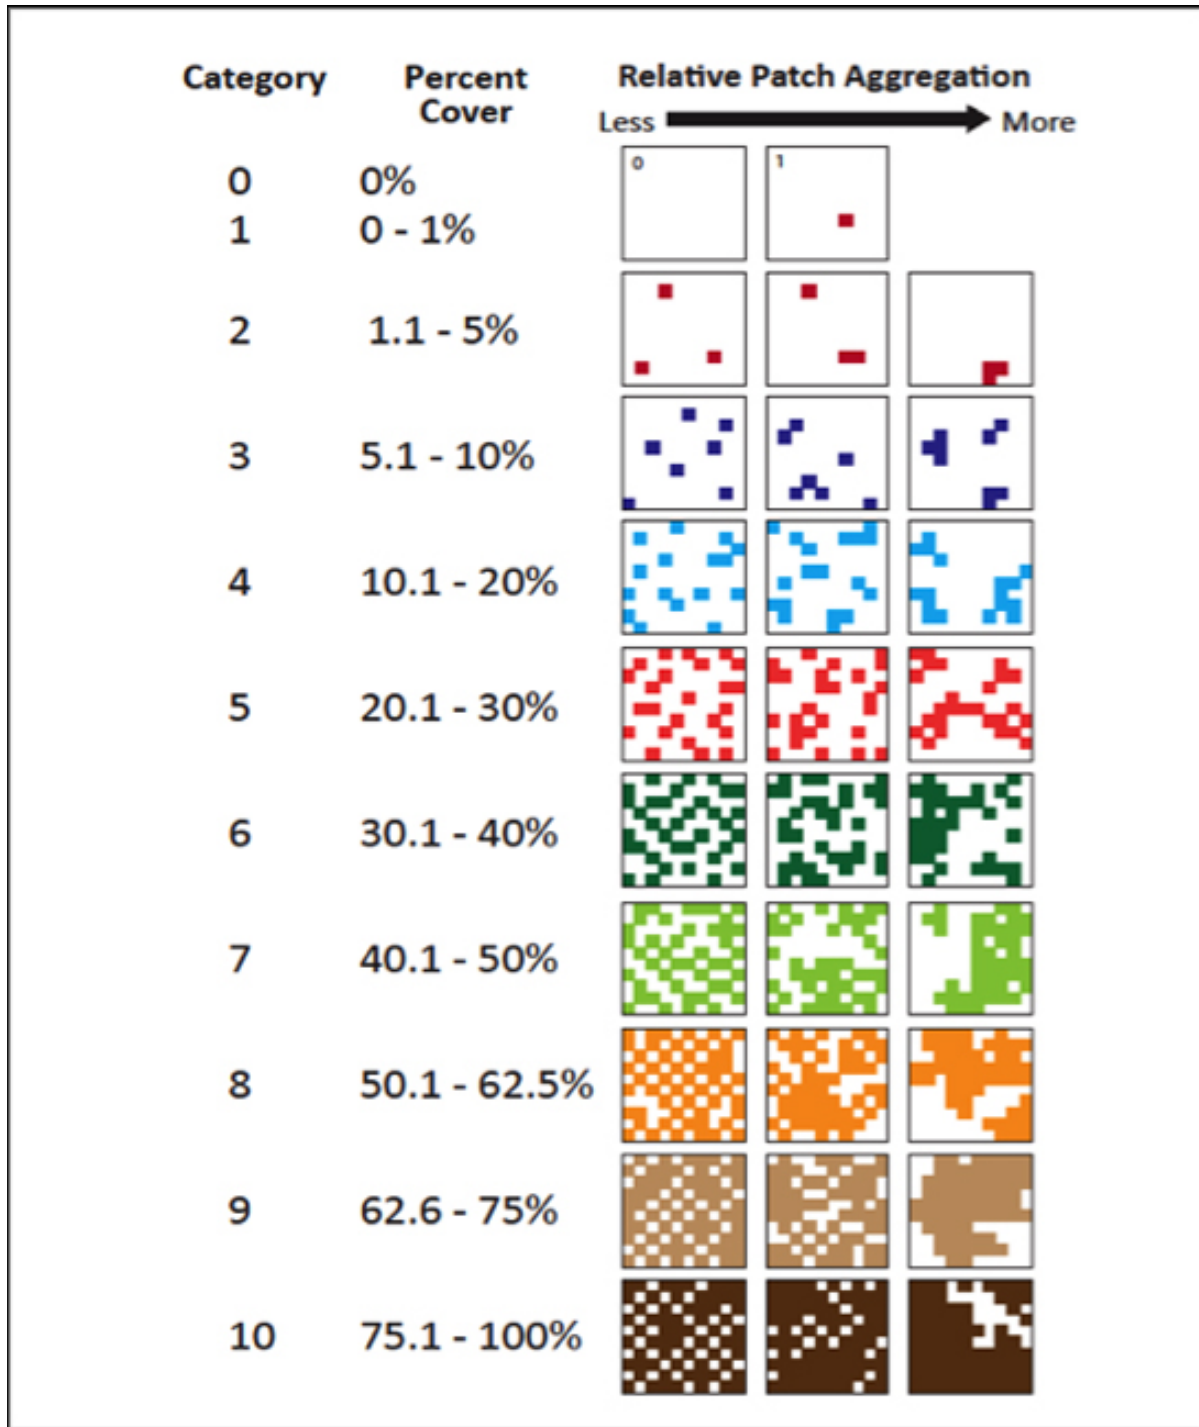 Category Percent Cover Relative Patch Aggregation
Less More
0 0% 0 1
1 0 - 1%
2 1.1 - 5%
3 5.1 - 10%
4 10.1 - 20%
5 20.1 - 30%
6 30.1 - 40%
7 40.1 - 50%
8 50.1 - 62.5%
9 62.6 - 75%
10 75.1 - 100%